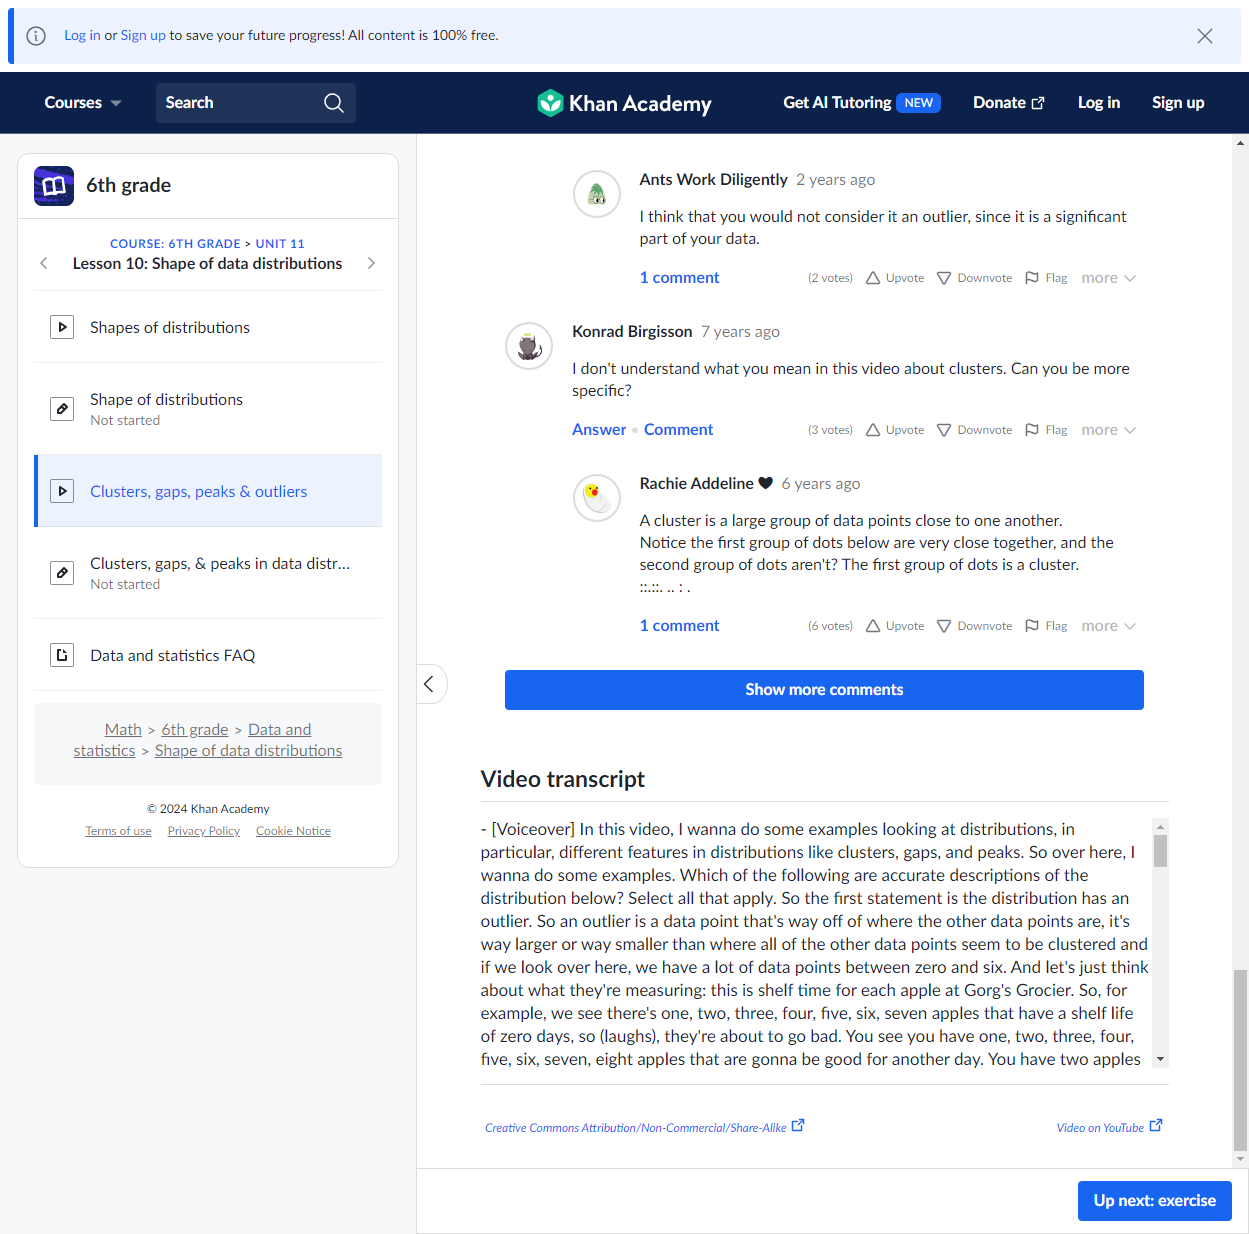 Log in or Sign up to save your future progress! All content is 100% free.
Courses
Search
Khan Academy
Get AI Tutoring NEW
Donate
Log in
Sign up
6th grade
COURSE: 6TH GRADE > UNIT 11
Lesson 10: Shape of data distributions
Shapes of distributions
Shape of distributions
Not started
Clusters, gaps, peaks & outliers
Clusters, gaps, & peaks in data distr...
Not started
Data and statistics FAQ
Math > 6th grade > Data and
statistics > Shape of data distributions
© 2024 Khan Academy
Terms of use Privacy Policy Cookie Notice
Ants Work Diligently 2 years ago
I think that you would not consider it an outlier, since it is a significant
part of your data.
1 comment (2 votes) Upvote Downvote Flag more
Konrad Birgisson 7 years ago
I don't understand what you mean in this video about clusters. Can you be more
specific?
Answer • Comment (3 votes) Upvote Downvote Flag more
Rachie Addeline 🖤 6 years ago
A cluster is a large group of data points close to one another.
Notice the first group of dots below are very close together, and the
second group of dots aren't? The first group of dots is a cluster.
::.::. .. : .
1 comment (6 votes) Upvote Downvote Flag more
Show more comments
Video transcript
- [Voiceover] In this video, I wanna do some examples looking at distributions, in
particular, different features in distributions like clusters, gaps, and peaks. So over here, I
wanna do some examples. Which of the following are accurate descriptions of the
distribution below? Select all that apply. So the first statement is the distribution has an
outlier. So an outlier is a data point that's way off of where the other data points are, it's
way larger or way smaller than where all of the other data points seem to be clustered and
if we look over here, we have a lot of data points between zero and six. And let's just think
about what they're measuring: this is shelf time for each apple at Gorg's Grocier. So, for
example, we see there's one, two, three, four, five, six, seven apples that have a shelf life
of zero days, so (laughs), they're about to go bad. You see you have one, two, three, four,
five, six, seven, eight apples that are gonna be good for another day. You have two apples
Creative Commons Attribution/Non-Commercial/Share-Alike
Video on YouTube
Up next: exercise